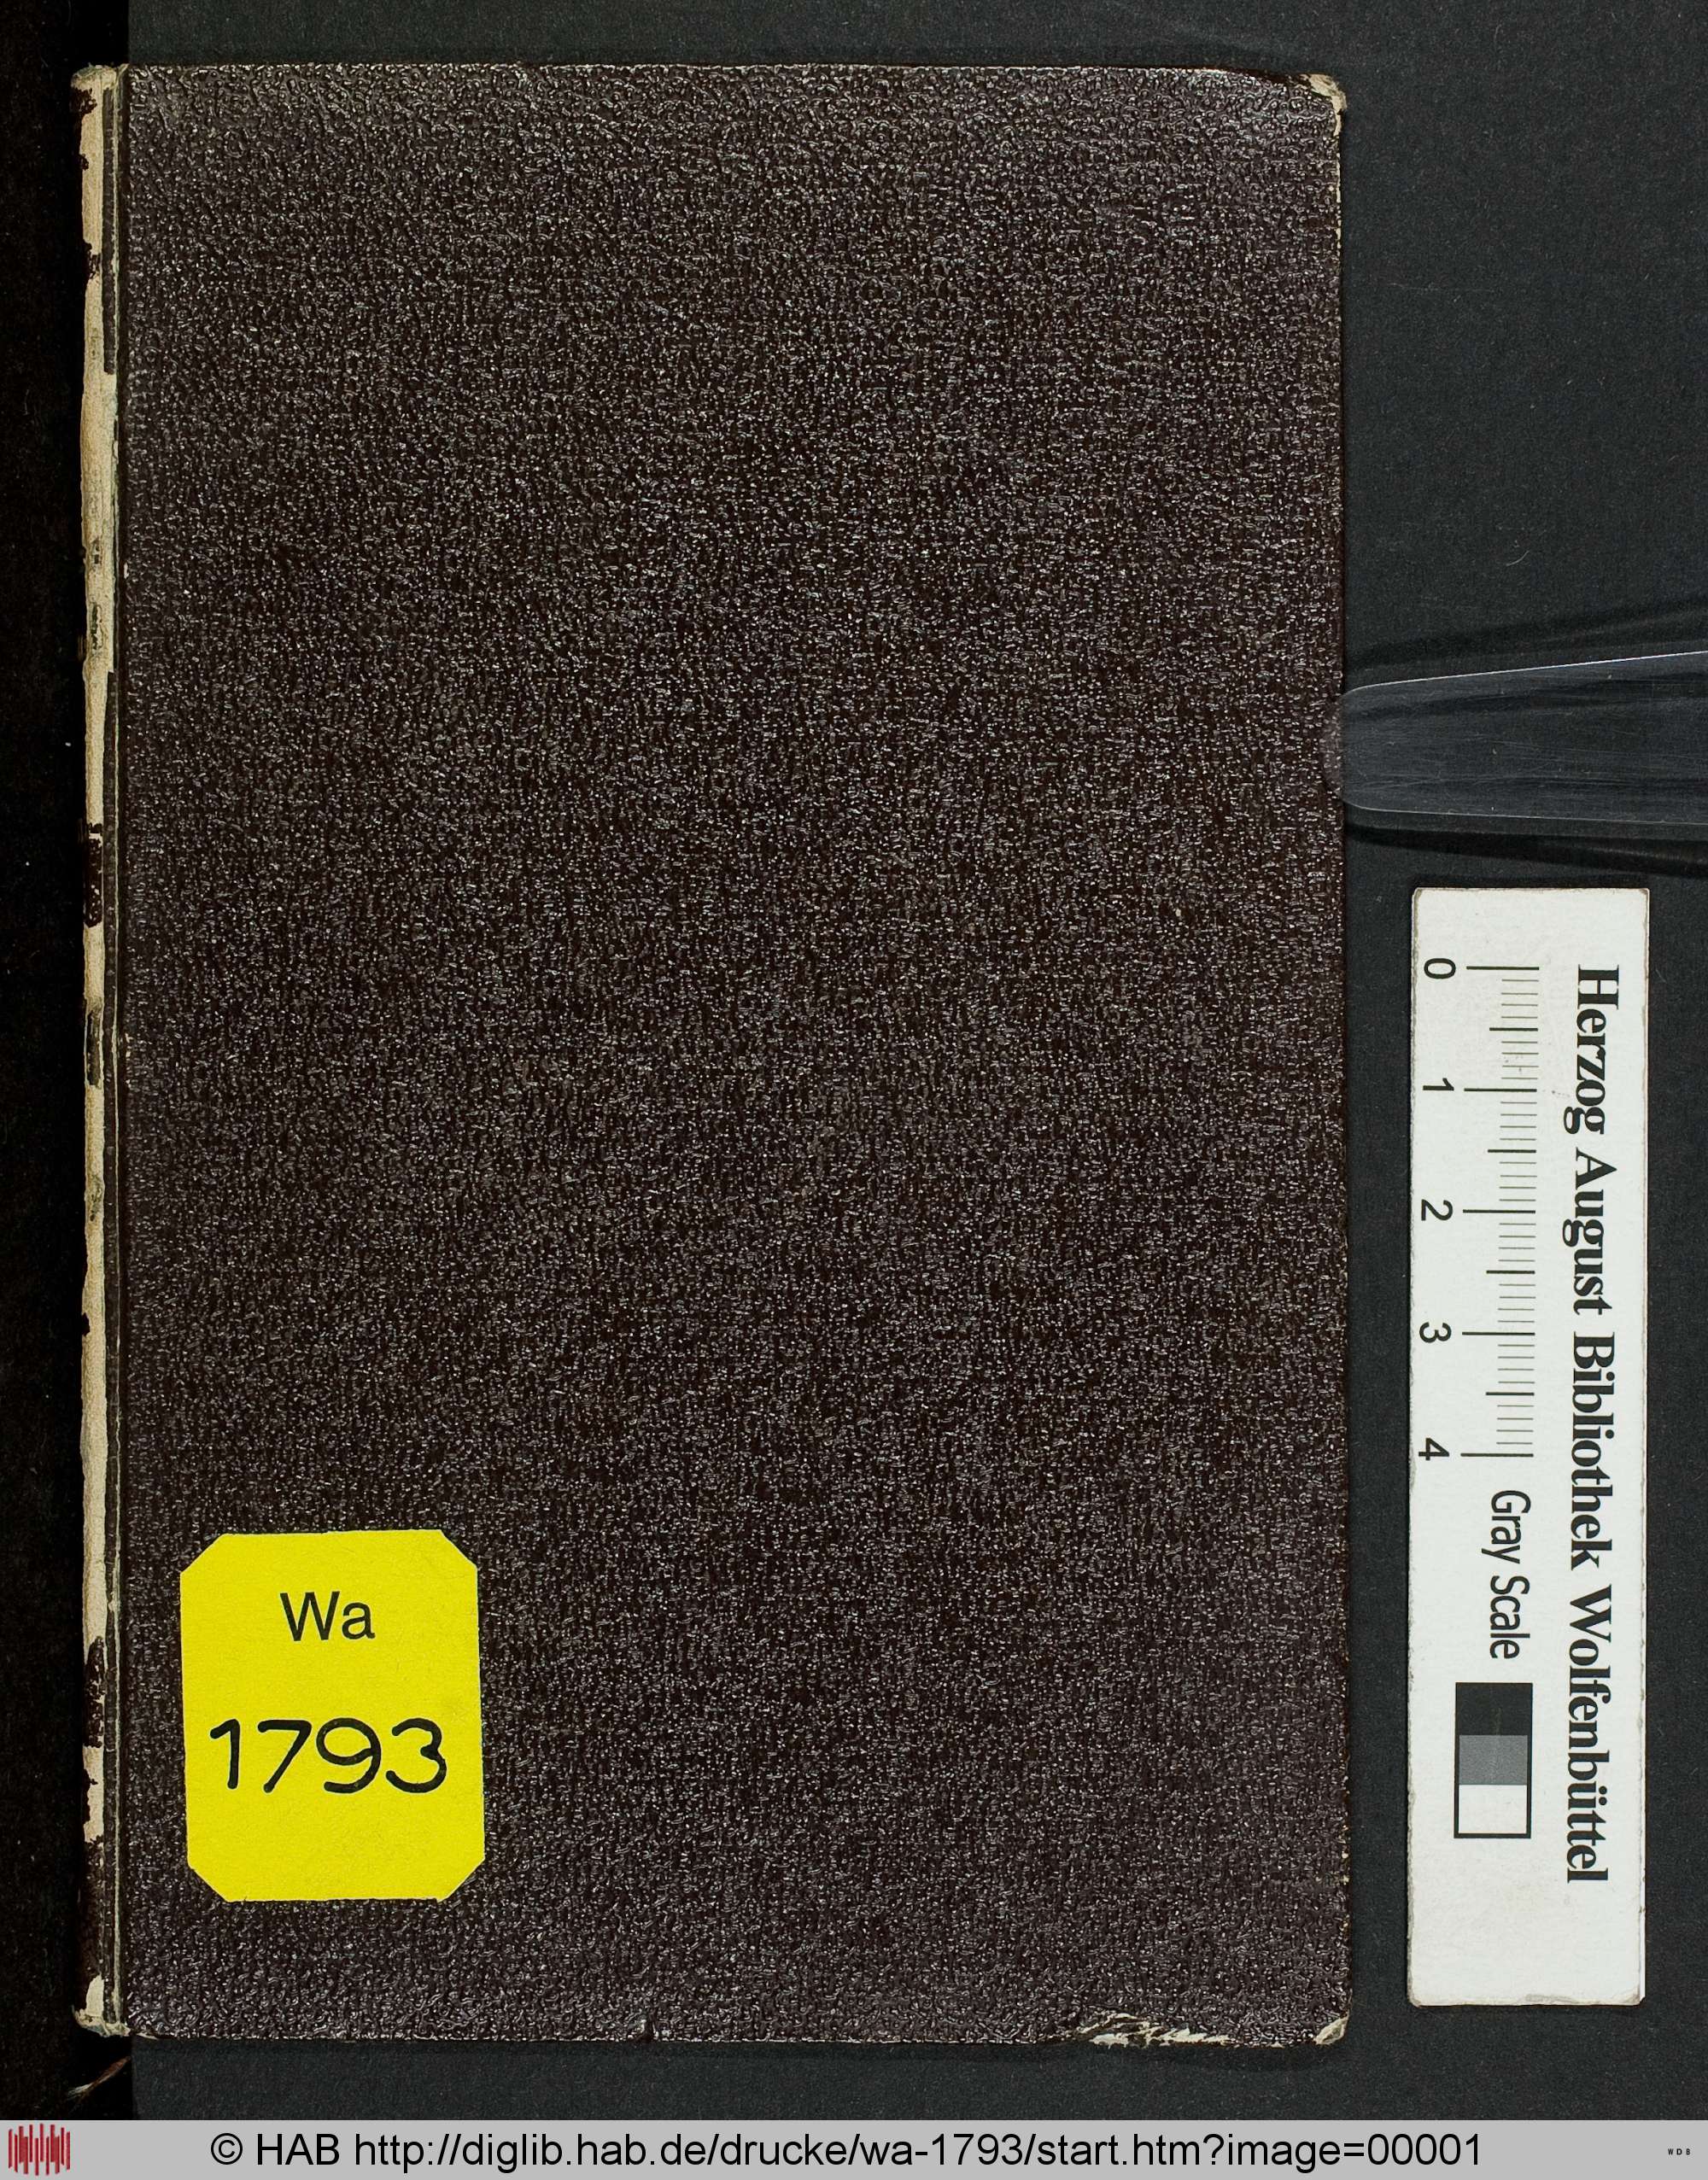 Wa
1793
Herzog August Bibliothek Wolfenbüttel
0 1 2 3 4 Gray Scale
© HAB http://diglib.hab.de/drucke/wa-1793/start.htm?image=00001
WDB